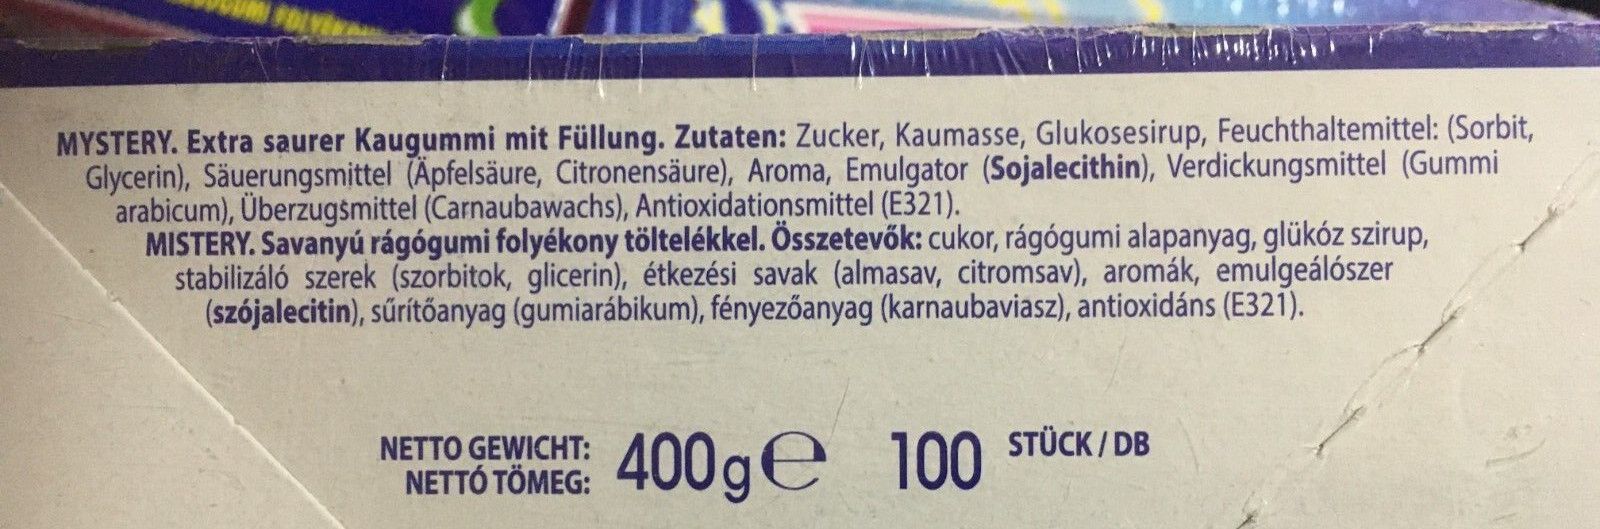 MYSTERY. Extra saurer Kaugummi mit Füllung. Zutaten: Zucker, Kaumasse, Glukosesirup, Feuchthaltemittel: (Sorbit,
Glycerin), Säuerungsmittel (Äpfelsäure, Citronensäure), Aroma, Emulgator (Sojalecithin), Verdickungsmittel (Gummi
arabicum), Überzugsmittel (Carnaubawachs), Antioxidationsmittel (E321).
MISTERY. Savanyú rágógumi folyékony töltelékkel. Összetevők: cukor, rágógumi alapanyag, glükóz szirup,
stabilizáló szerek (szorbitok, glicerin), étkezési savak (almasav, citromsav), aromák, emulgeálószer
(szójalecitin), sűrítőanyag (gumiarábikum), fényezőanyag (karnaubaviasz), antioxidáns (E321).
NETTO GEWICHT: 400g e 100 STÜCK / DB
NETTÓ TÖMEG: